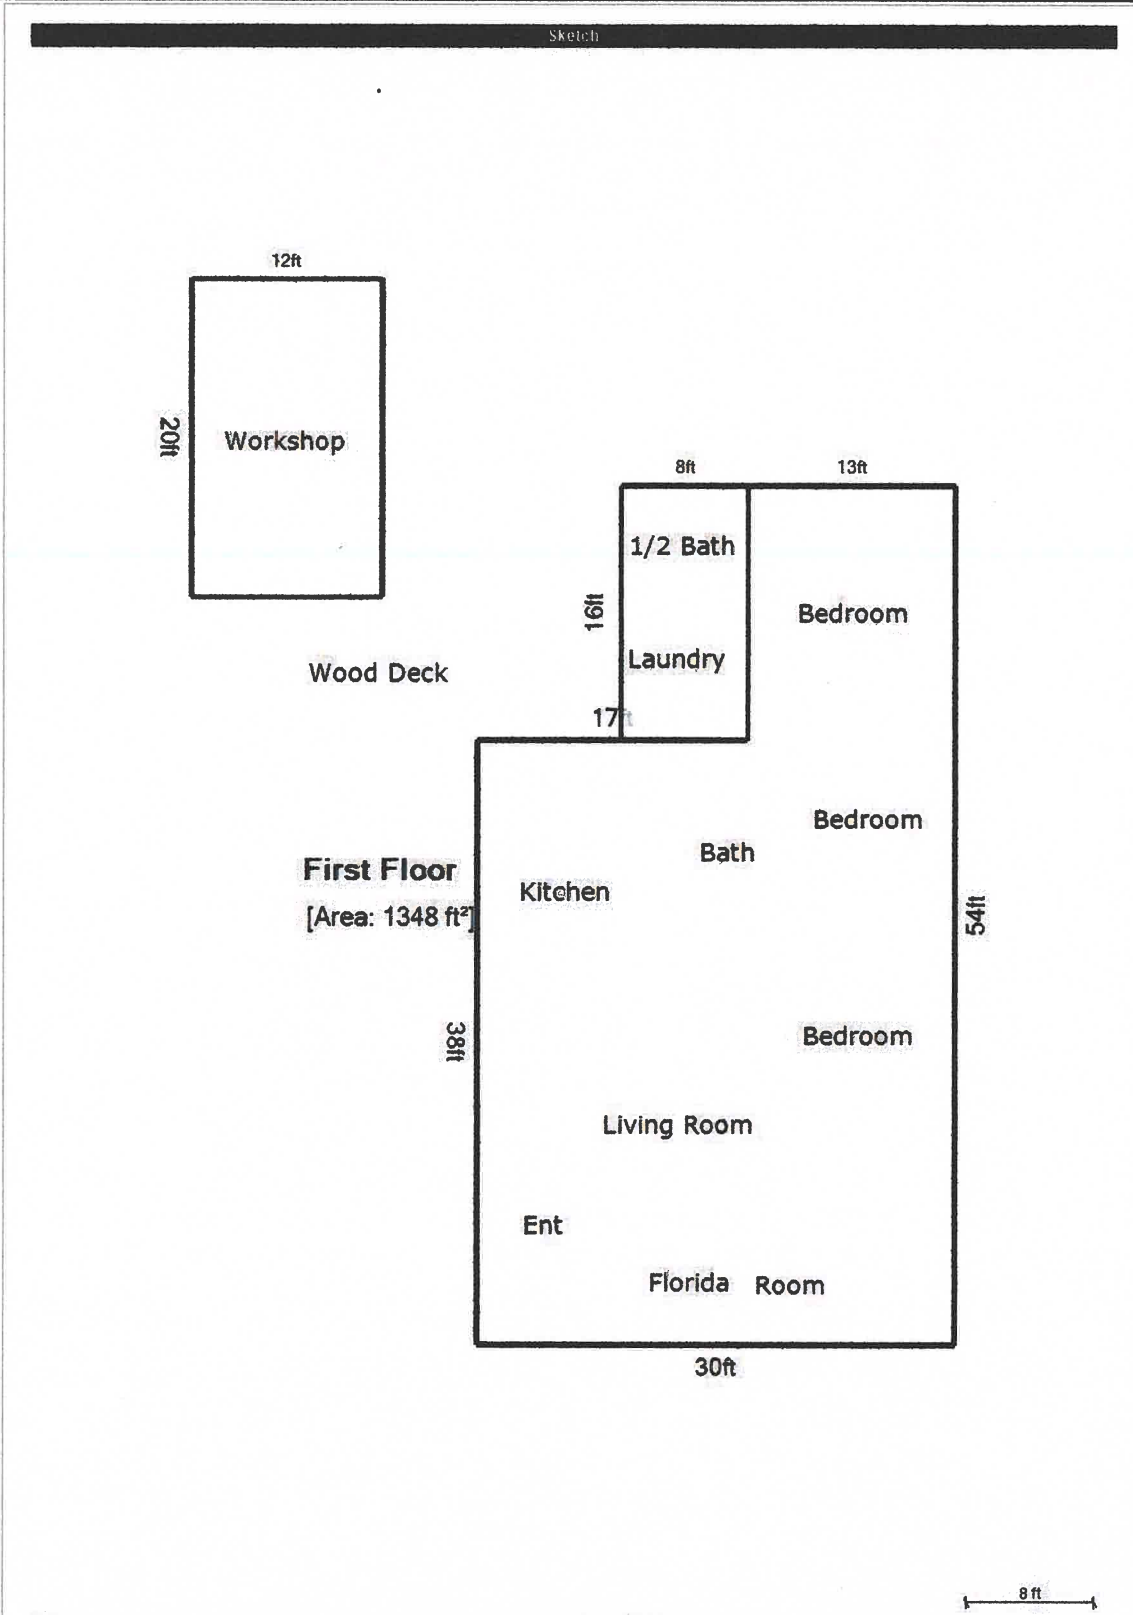 Sketch
12ft
20ft
Workshop
8ft
13ft
1/2 Bath
16ft
Bedroom
Laundry
Wood Deck
17ft
Bedroom
Bath
First Floor
Kitchen
[Area: 1348 ft²]
54ft
38ft
Bedroom
Living Room
Ent
Florida Room
30ft
8 ft